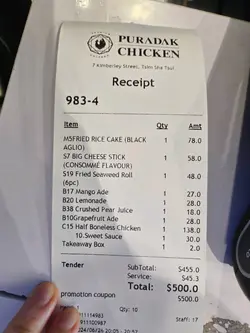 PURADAK
CHICKEN
7 Kimberley Street, Tsim Sha Tsui
Receipt
983-4
Item Qty Amt
M5FRIED RICE CAKE (BLACK 1 78.0
AGLIO)
S7 BIG CHEESE STICK 1 58.0
(CONSOMMÉ FLAVOUR)
S19 Fried Seaweed Roll 1 48.0
(6pc)
B17 Mango Ade 1 27.0
B20 Lemonade 1 28.0
B38 Crushed Pear Juice 1 18.0
B10Grapefruit Ade 1 28.0
C15 Half Boneless Chicken 1 138.0
10.Sweet Sauce 1 30.0
Takeaway Box 1 2.0
Tender SubTotal: $455.0
Service: $45.3
Total: $500.0
promotion coupon $500.0
Qty: 10
Staff: 17